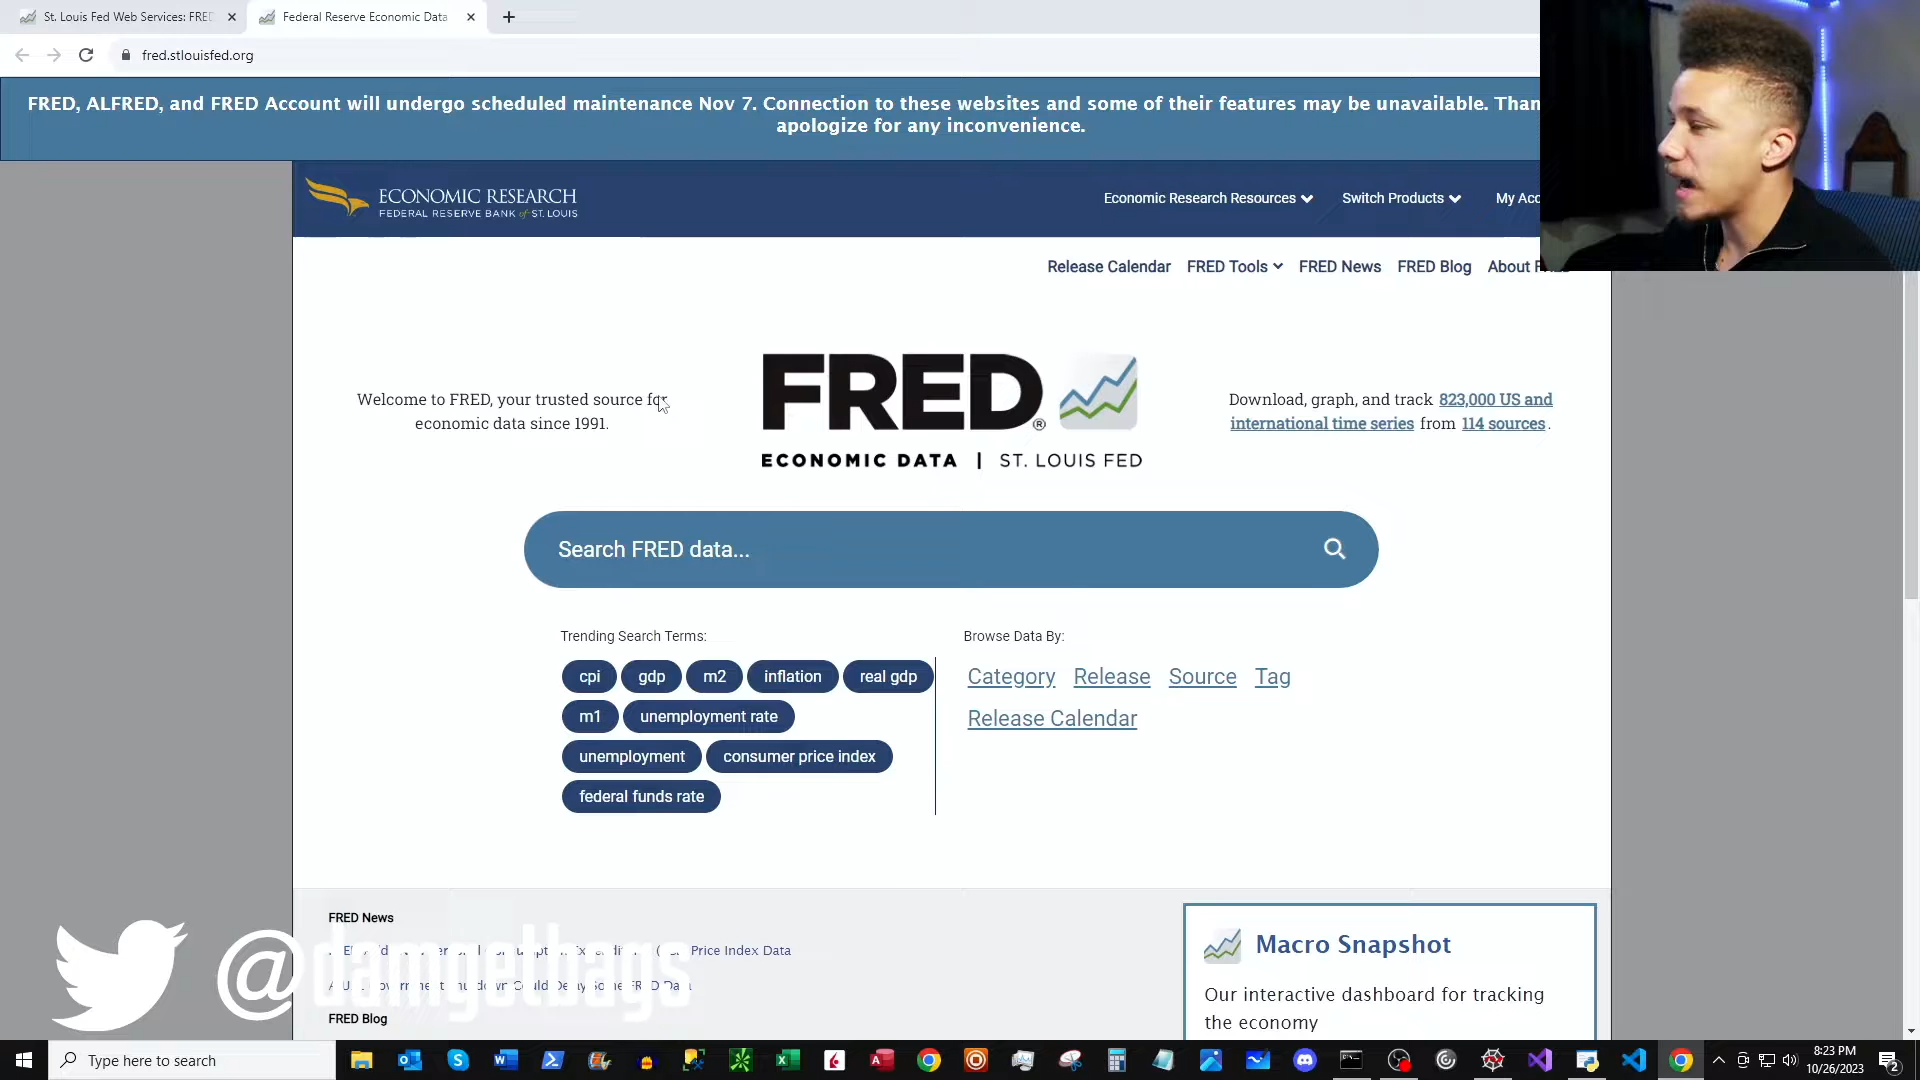 St. Louis Fed Web Services: FRED
Federal Reserve Economic Data
fred.stlouisfed.org
FRED, ALFRED, and FRED Account will undergo scheduled maintenance Nov 7. Connection to these websites and some of their features may be unavailable.
apologize for any inconvenience.
ECONOMIC RESEARCH
FEDERAL RESERVE BANK of ST. LOUIS
Economic Research Resources
Switch Products
My
Release Calendar
FRED Tools
FRED News
FRED Blog
About
Welcome to FRED, your trusted source for
economic data since 1991.
FRED®
ECONOMIC DATA | ST. LOUIS FED
Download, graph, and track 823,000 US and
international time series from 114 sources.
Search FRED data...
Trending Search Terms:
cpi gdp m2 inflation real gdp
m1 unemployment rate
unemployment consumer price index
federal funds rate
Browse Data By:
Category Release Source Tag
Release Calendar
FRED News
Price Index Data
Could Delay Some FRED Data
FRED Blog
@damgetbags
Macro Snapshot
Our interactive dashboard for tracking
the economy
Type here to search
8:23 PM
10/26/2023
2